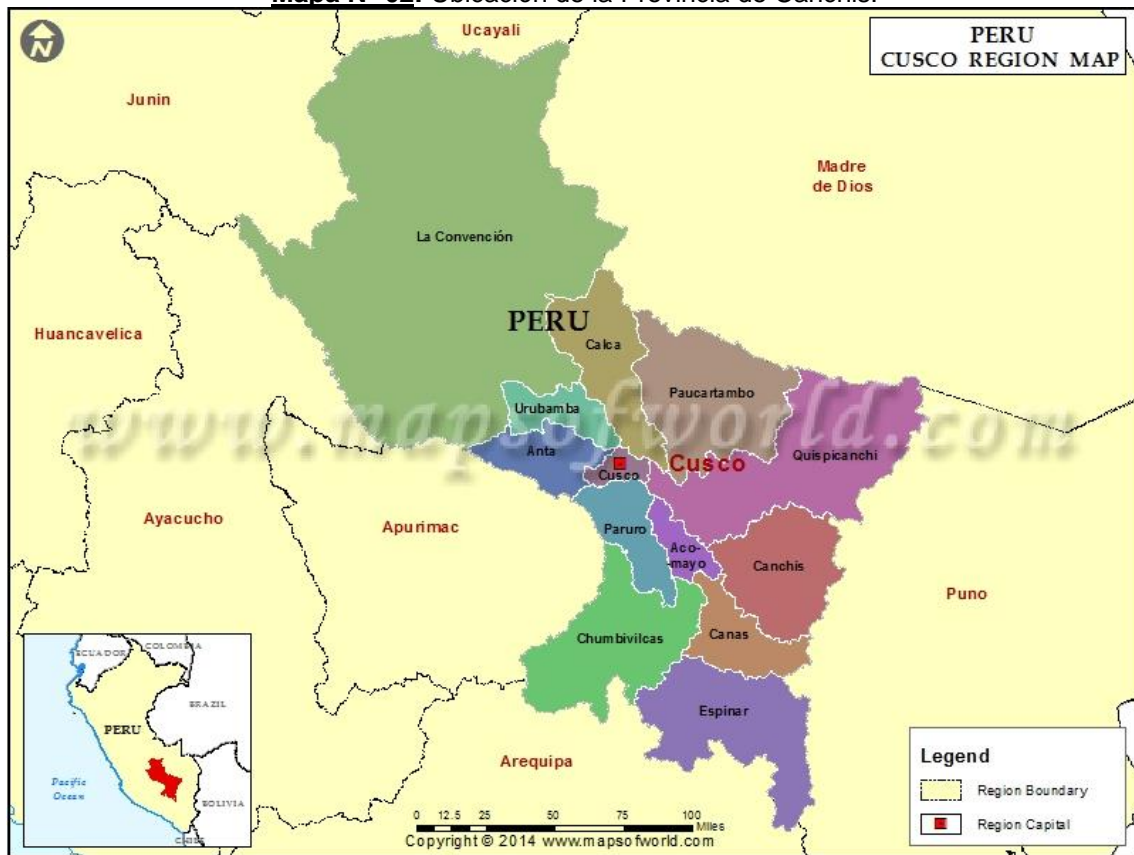 Mapa N° 02: Ubicación de la Provincia de Canchis.
N
PERU
CUSCO REGION MAP
Ucayali
Junin
Madre
de Dios
La Convención
Huancavelica
PERU
Calca
Paucartambo
Urubamba
www.mapsofworld.com
Anta
Cusco
Cusco
Quispicanchi
Ayacucho
Apurimac
Paruro
Aco-
-mayo
Canchis
Puno
Chumbivilcas
Canas
Espinar
Arequipa
ECUADOR
COLOMBIA
BRAZIL
PERU
Pacific
Ocean
BOLIVIA
Legend
Region Boundary
Region Capital
0 12.5 25 50 75 100
Miles
Copyright © 2014 www.mapsofworld.com